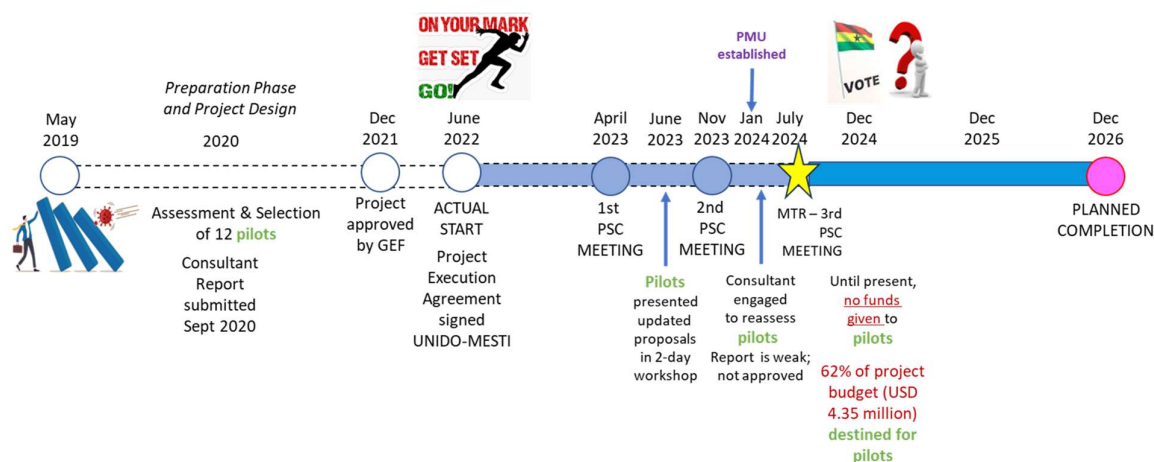 ON YOUR MARK
GET SET
GO!
PMU
established
VOTE
Preparation Phase
and Project Design
May
2019
2020
Dec
2021
June
2022
April
2023
June
2023
Nov
2023
Jan
2024
July
2024
Dec
2024
Dec
2025
Dec
2026
Assessment & Selection
of 12 pilots
Consultant
Report
submitted
Sept 2020
Project
approved
by GEF
ACTUAL
START
Project
Execution
Agreement
signed
UNIDO-MESTI
1st
PSC
MEETING
Pilots
presented
updated
proposals
in 2-day
workshop
2nd
PSC
MEETING
Consultant
engaged
to reassess
pilots
Report is weak;
not approved
MTR – 3rd
PSC
MEETING
Until present,
no funds
given to
pilots
62% of project
budget (USD
4.35 million)
destined for
pilots
PLANNED
COMPLETION